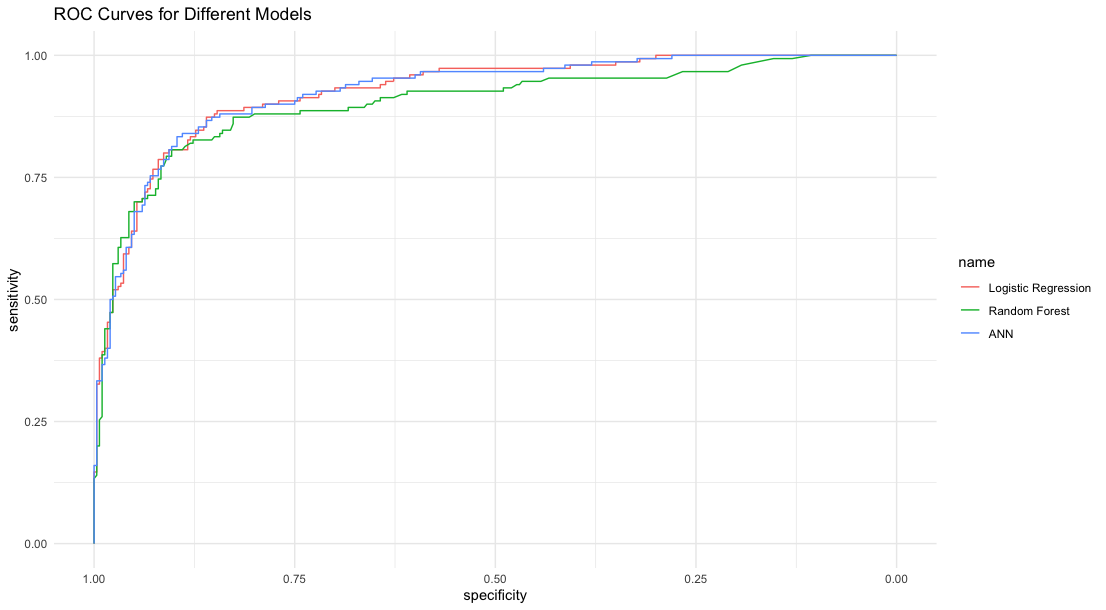 ROC Curves for Different Models
1.00
0.75
0.50
0.25
0.00
sensitivity
1.00
0.75
0.50
0.25
0.00
specificity
name
Logistic Regression
Random Forest
ANN